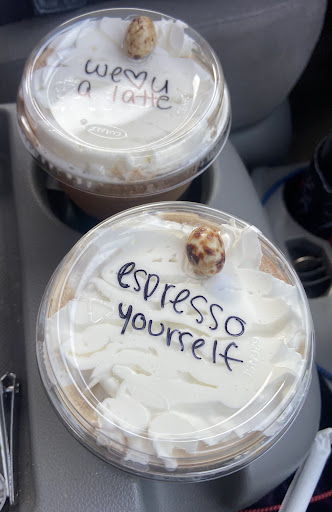 we ♡ u
a latte
espresso
yourself